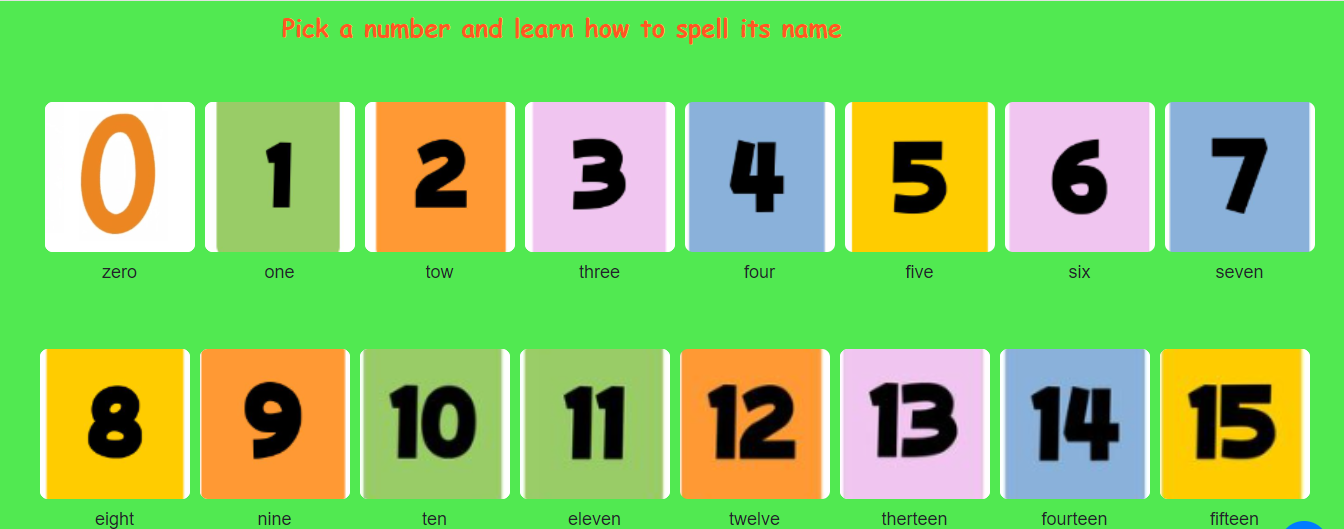 Pick a number and learn how to spell its name
0 1 2 3 4 5 6 7
zero one tow three four five six seven
8 9 10 11 12 13 14 15
eight nine ten eleven twelve therteen fourteen fifteen